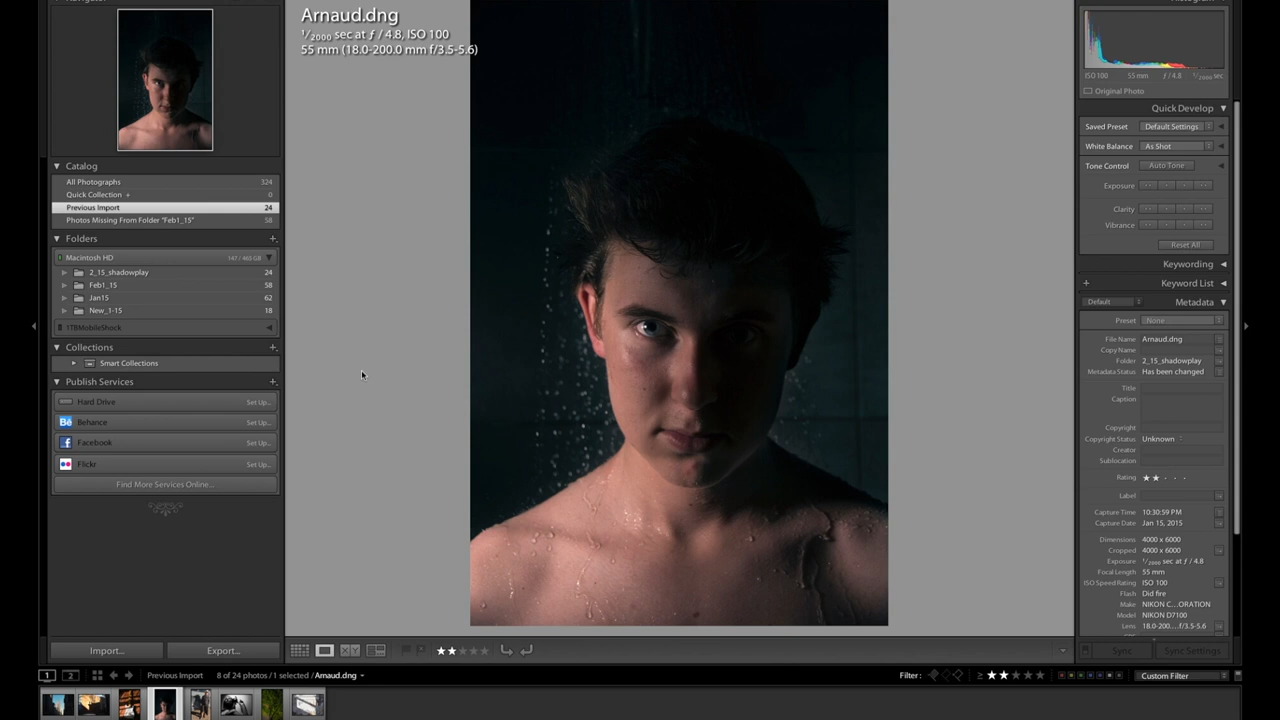 Navigator
Catalog
All Photographs 324
Quick Collection + 0
Previous Import 24
Photos Missing From Folder "Feb1_15" 58
Folders +
Macintosh HD 147 / 463 GB
2_15_shadowplay 24
Feb1_15 58
Jan15 62
New_1-15 18
1TBMobileShock
Collections +
Smart Collections
Publish Services +
Hard Drive Set Up...
Bē Behance Set Up...
f Facebook Set Up...
Flickr Set Up...
Find More Services Online...
Import...
Export...
Arnaud.dng
1/2000 sec at ƒ / 4.8, ISO 100
55 mm (18.0-200.0 mm f/3.5-5.6)
Histogram
ISO 100 55 mm ƒ / 4.8 1/2000 sec
Original Photo
Quick Develop
Saved Preset Default Settings
White Balance As Shot
Tone Control Auto Tone
Exposure
Clarity
Vibrance
Reset All
Keywording
+ Keyword List
Default Metadata
Preset None
File Name Arnaud.dng
Copy Name
Folder 2_15_shadowplay
Metadata Status Has been changed
Title
Caption
Copyright
Copyright Status Unknown
Creator
Sublocation
Rating ★ ★ · · ·
Label
Capture Time 10:30:59 PM
Capture Date Jan 15, 2015
Dimensions 4000 x 6000
Cropped 4000 x 6000
Exposure 1/2000 sec at ƒ / 4.8
Focal Length 55 mm
ISO Speed Rating ISO 100
Flash Did fire
Make NIKON C...ORATION
Model NIKON D7100
Lens 18.0-200....f/3.5-5.6
Sync
Sync Settings
1 2 Previous Import 8 of 24 photos / 1 selected / Arnaud.dng
Filter: ≥ ★★★★★ Custom Filter